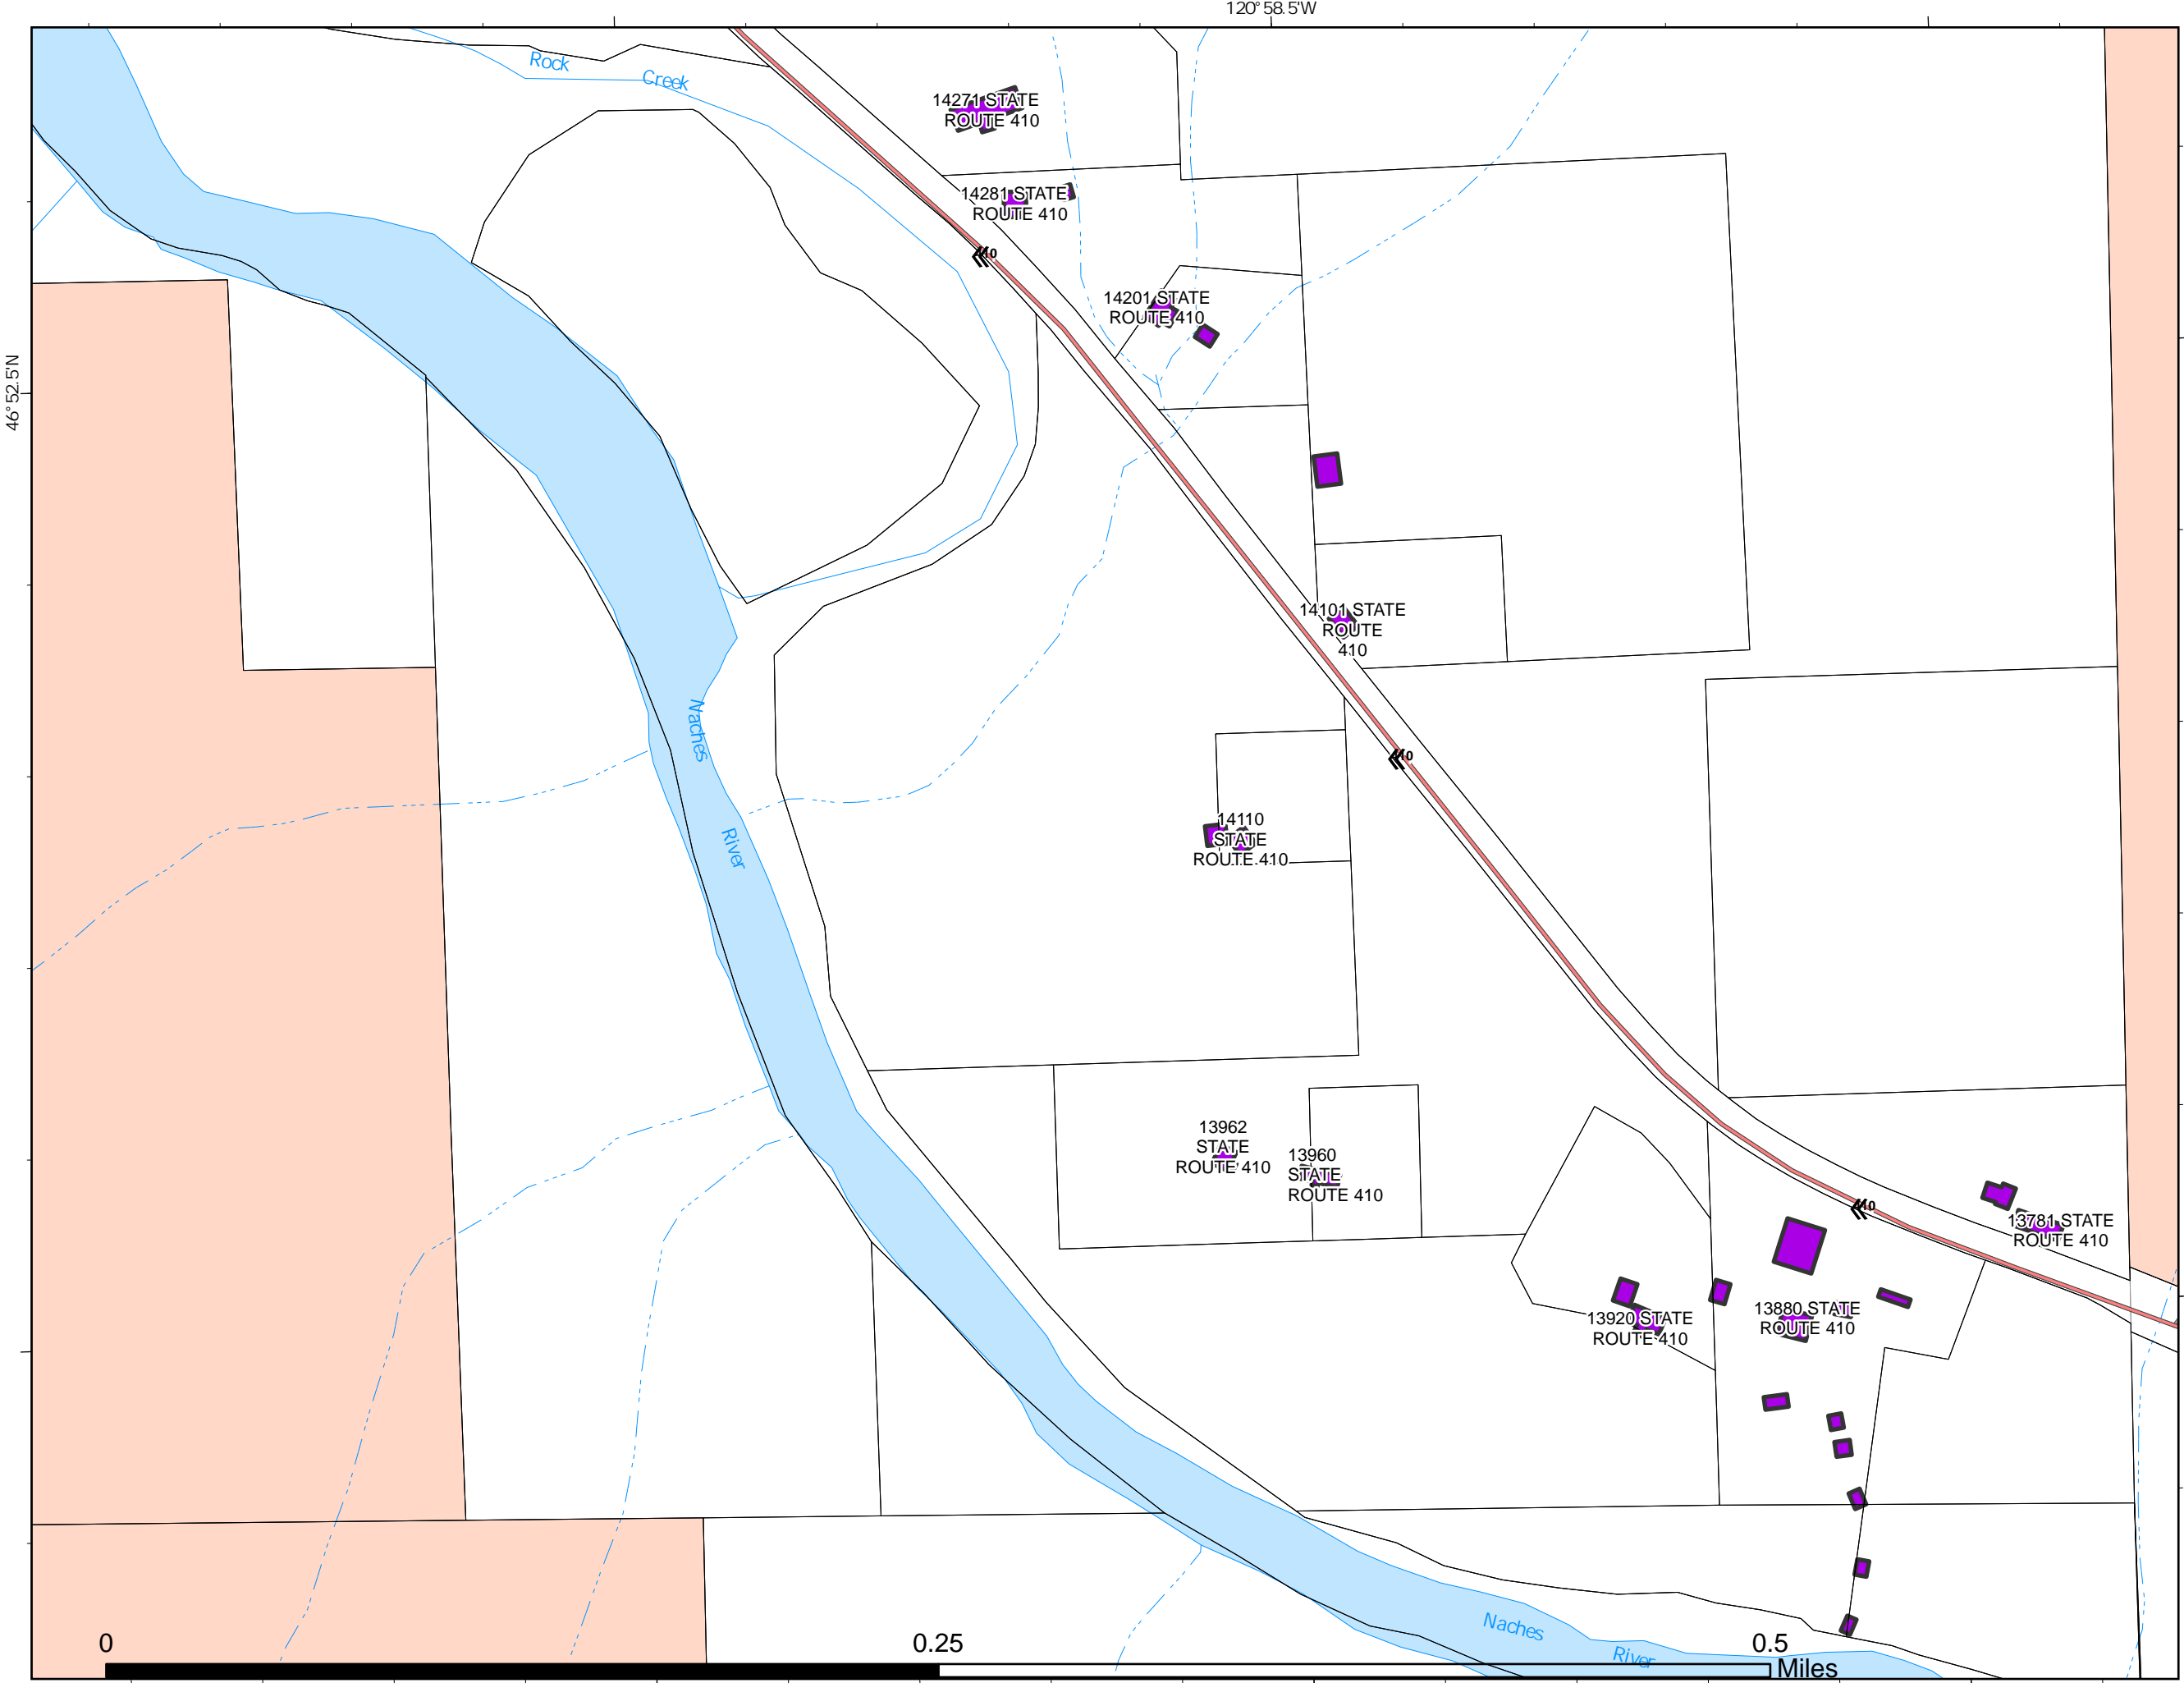 120°58.5'W
Rock
Creek
14271 STATE
ROUTE 410
14281 STATE
ROUTE 410
14201 STATE
ROUTE 410
46°52.5'N
14101 STATE
ROUTE
410
Naches
River
14110
STATE
ROUTE 410
13962
STATE
ROUTE 410
13960
STATE
ROUTE 410
13781 STATE
ROUTE 410
13920 STATE
ROUTE 410
13880 STATE
ROUTE 410
Naches
River
0
0.25
0.5
Miles